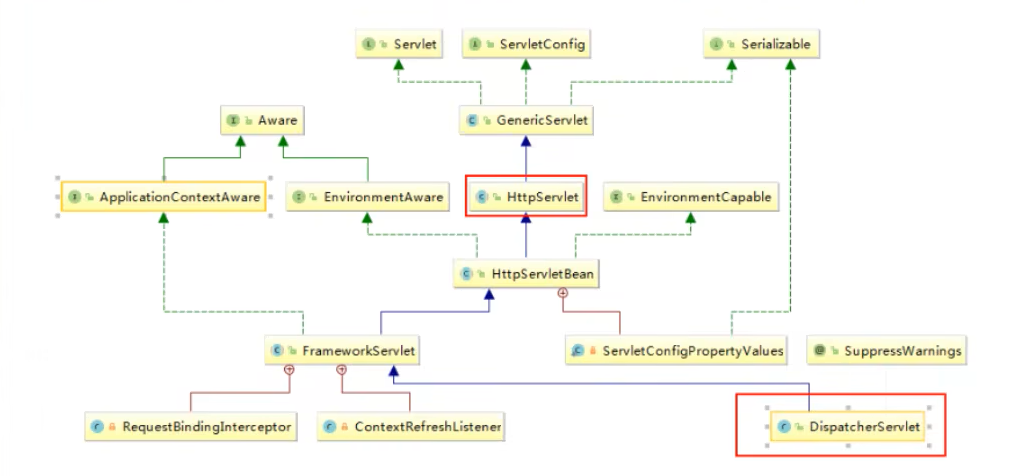 Servlet
ServletConfig
Serializable
Aware
GenericServlet
ApplicationContextAware
EnvironmentAware
HttpServlet
EnvironmentCapable
HttpServletBean
FrameworkServlet
ServletConfigPropertyValues
SuppressWarnings
RequestBindingInterceptor
ContextRefreshListener
DispatcherServlet